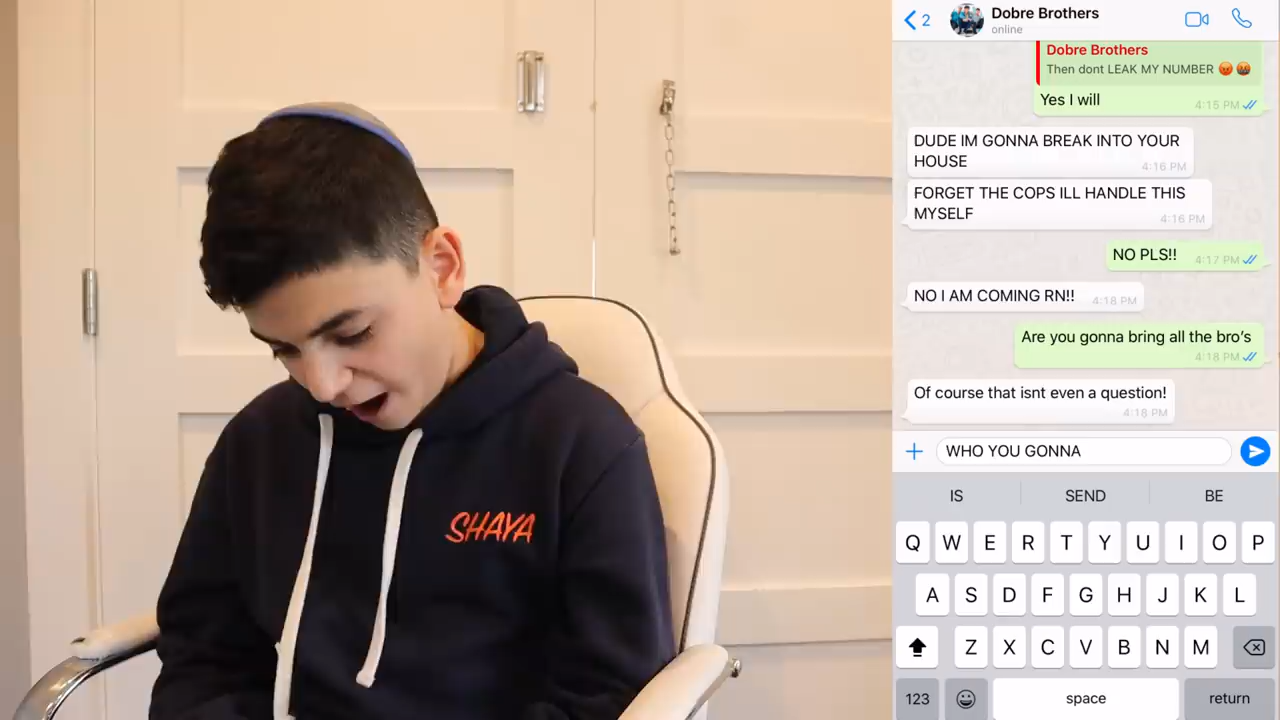 SHAYA
2
Dobre Brothers
online
Dobre Brothers
Then dont LEAK MY NUMBER 😡 🤬
Yes I will
4:15 PM
DUDE IM GONNA BREAK INTO YOUR
HOUSE
4:16 PM
FORGET THE COPS ILL HANDLE THIS
MYSELF
4:16 PM
NO PLS!!
4:17 PM
NO I AM COMING RN!!
4:18 PM
Are you gonna bring all the bro's
4:18 PM
Of course that isnt even a question!
4:18 PM
WHO YOU GONNA
IS SEND BE
Q W E R T Y U I O P
A S D F G H J K L
Z X C V B N M
123 space return